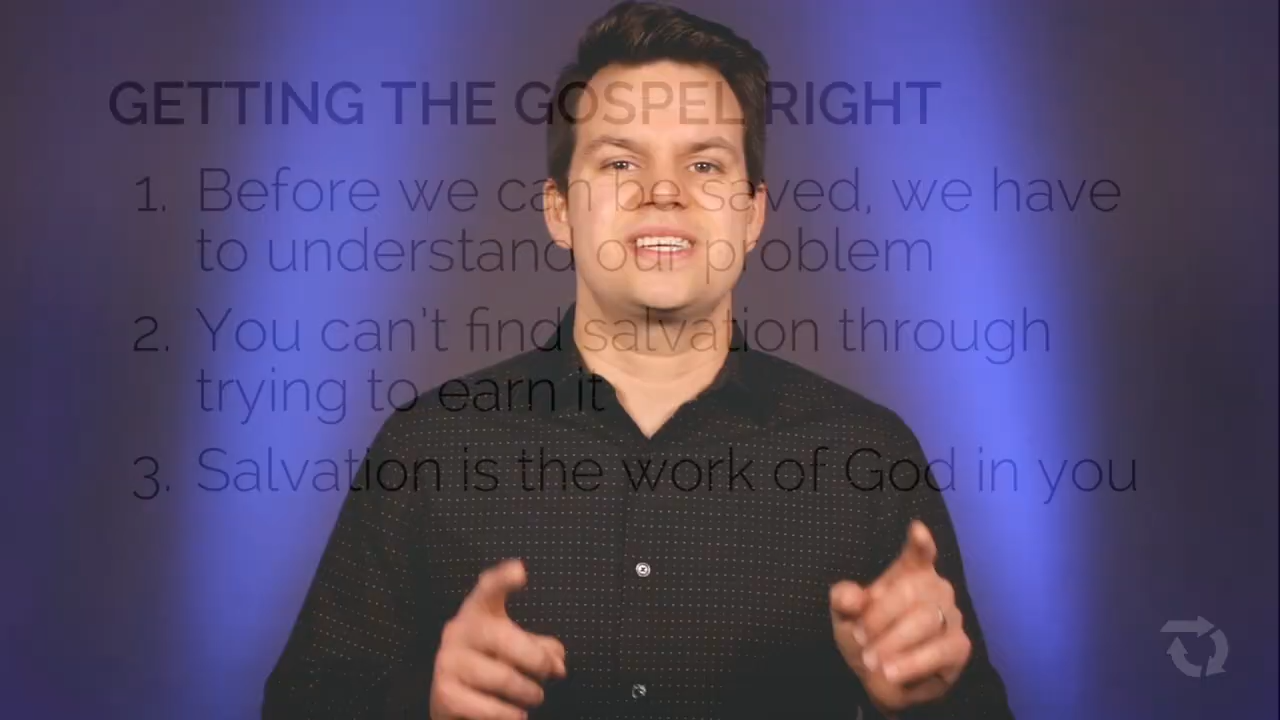 GETTING THE GOSPEL RIGHT
1. Before we can be saved, we have
to understand our problem
2. You can't find salvation through
trying to earn it
3. Salvation is the work of God in you